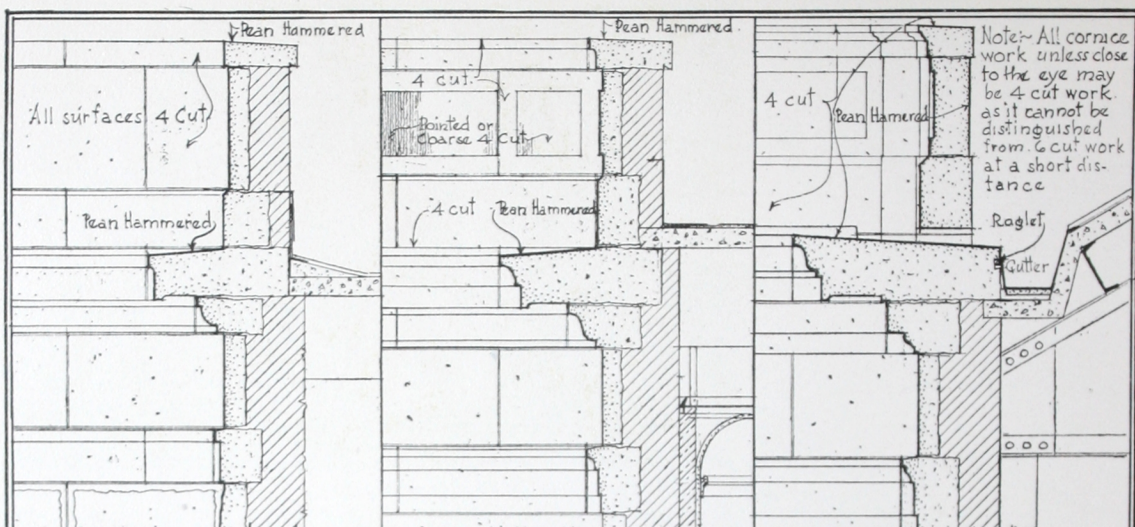 Pean Hammered
All surfaces 4 Cut
Pean Hammered
Pean Hammered
4 cut
Pointed or
Coarse 4 Cut
4 cut
Pean Hammered
4 cut
Pean Hamered
Note:- All cornice
work unless close
to the eye may
be 4 cut work
as it cannot be
distinguished
from 6 cut work
at a short dis-
tance
Raglet
Gutter